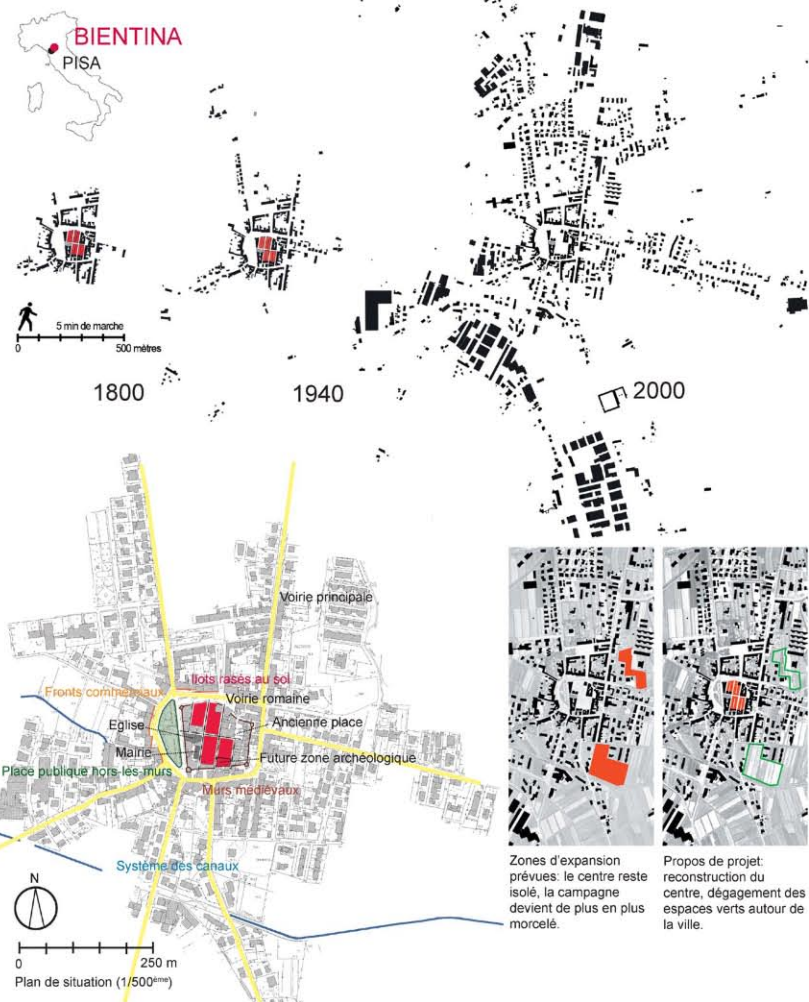 BIENTINA
PISA
5 min de marche
0
500 mètres
1800
1940
2000
Voirie principale
Ilots rasés au sol
Fronts commerciaux
Voirie romaine
Eglise
Ancienne place
Mairie
Future zone archéologique
Place publique hors-les-murs
Murs médiévaux
Système des canaux
N
0
250 m
Plan de situation (1/500ème)
Zones d'expansion
prévues: le centre reste
isolé, la campagne
devient de plus en plus
morcelé.
Propos de projet:
reconstruction du
centre, dégagement des
espaces verts autour de
la ville.